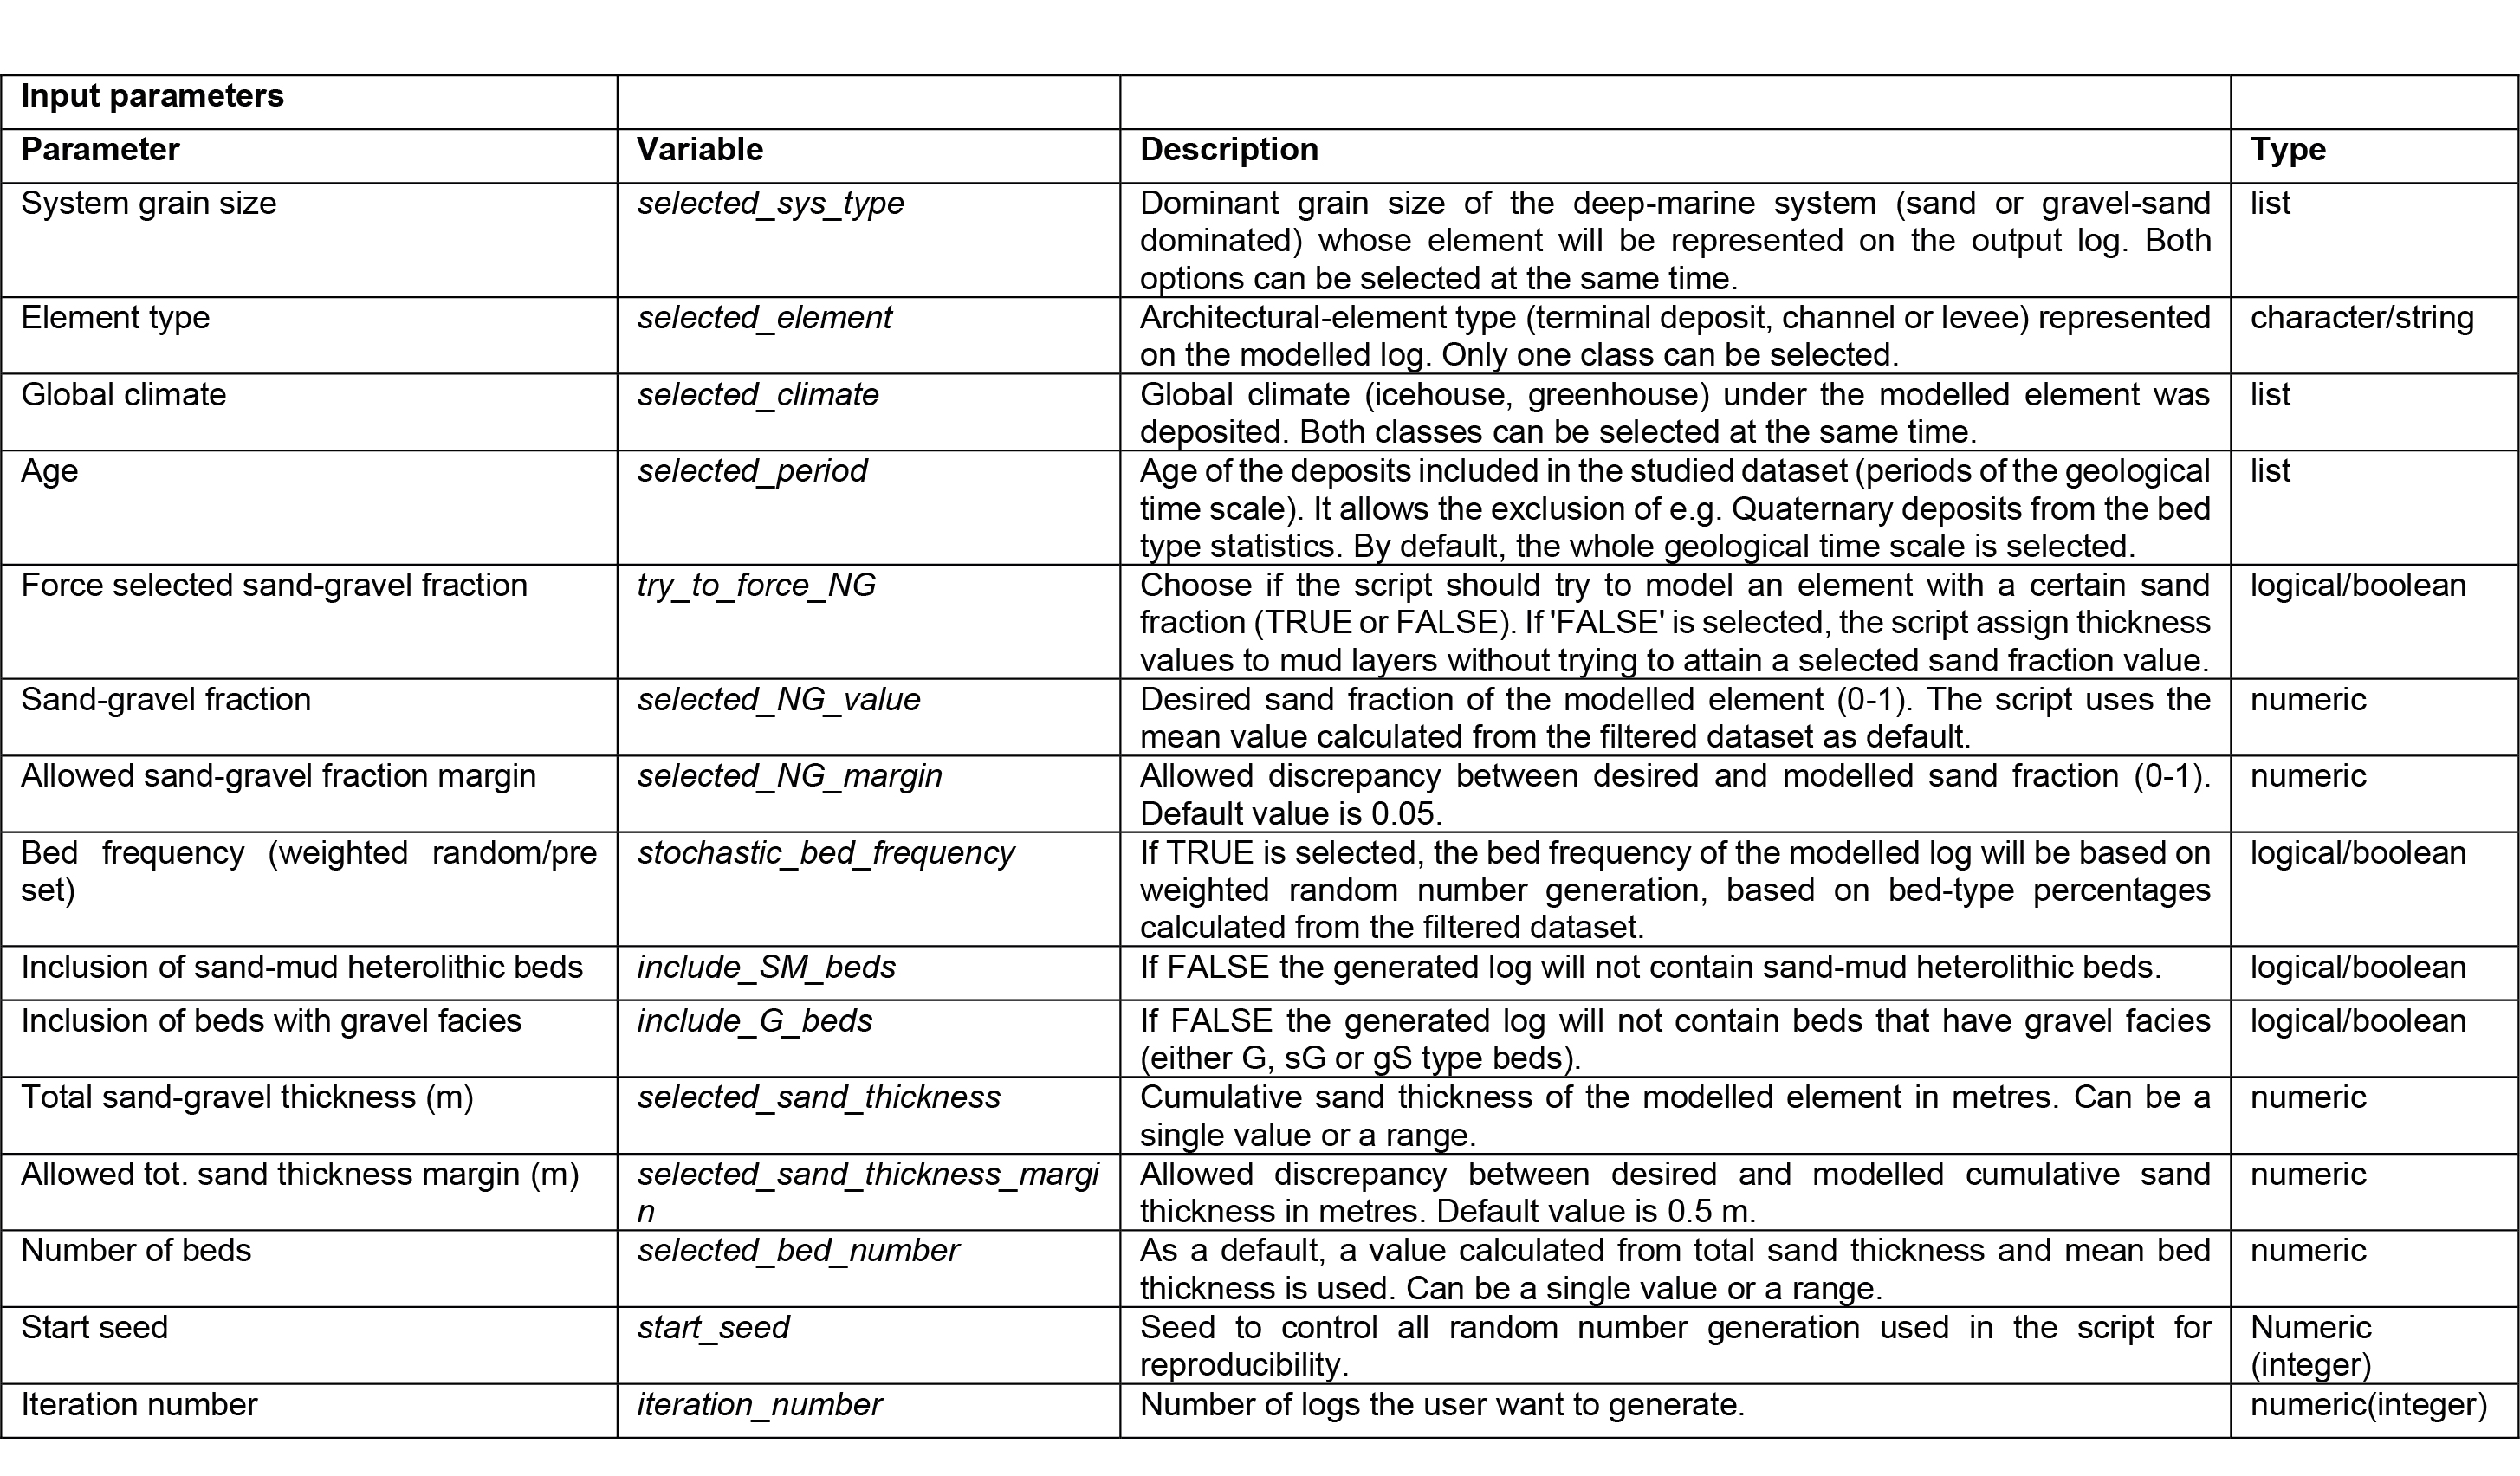 Input parameters
Parameter Variable Description Type
System grain size selected_sys_type Dominant grain size of the deep-marine system (sand or gravel-sand list
dominated) whose element will be represented on the output log. Both
options can be selected at the same time.
Element type selected_element Architectural-element type (terminal deposit, channel or levee) represented character/string
on the modelled log. Only one class can be selected.
Global climate selected_climate Global climate (icehouse, greenhouse) under the modelled element was list
deposited. Both classes can be selected at the same time.
Age selected_period Age of the deposits included in the studied dataset (periods of the geological list
time scale). It allows the exclusion of e.g. Quaternary deposits from the bed
type statistics. By default, the whole geological time scale is selected.
Force selected sand-gravel fraction try_to_force_NG Choose if the script should try to model an element with a certain sand logical/boolean
fraction (TRUE or FALSE). If 'FALSE' is selected, the script assign thickness
values to mud layers without trying to attain a selected sand fraction value.
Sand-gravel fraction selected_NG_value Desired sand fraction of the modelled element (0-1). The script uses the numeric
mean value calculated from the filtered dataset as default.
Allowed sand-gravel fraction margin selected_NG_margin Allowed discrepancy between desired and modelled sand fraction (0-1). numeric
Default value is 0.05.
Bed frequency (weighted random/pre stochastic_bed_frequency If TRUE is selected, the bed frequency of the modelled log will be based on logical/boolean
set) weighted random number generation, based on bed-type percentages
calculated from the filtered dataset.
Inclusion of sand-mud heterolithic beds include_SM_beds If FALSE the generated log will not contain sand-mud heterolithic beds. logical/boolean
Inclusion of beds with gravel facies include_G_beds If FALSE the generated log will not contain beds that have gravel facies logical/boolean
(either G, sG or gS type beds).
Total sand-gravel thickness (m) selected_sand_thickness Cumulative sand thickness of the modelled element in metres. Can be a numeric
single value or a range.
Allowed tot. sand thickness margin (m) selected_sand_thickness_margi Allowed discrepancy between desired and modelled cumulative sand numeric
n thickness in metres. Default value is 0.5 m.
Number of beds selected_bed_number As a default, a value calculated from total sand thickness and mean bed numeric
thickness is used. Can be a single value or a range.
Start seed start_seed Seed to control all random number generation used in the script for Numeric
reproducibility. (integer)
Iteration number iteration_number Number of logs the user want to generate. numeric(integer)